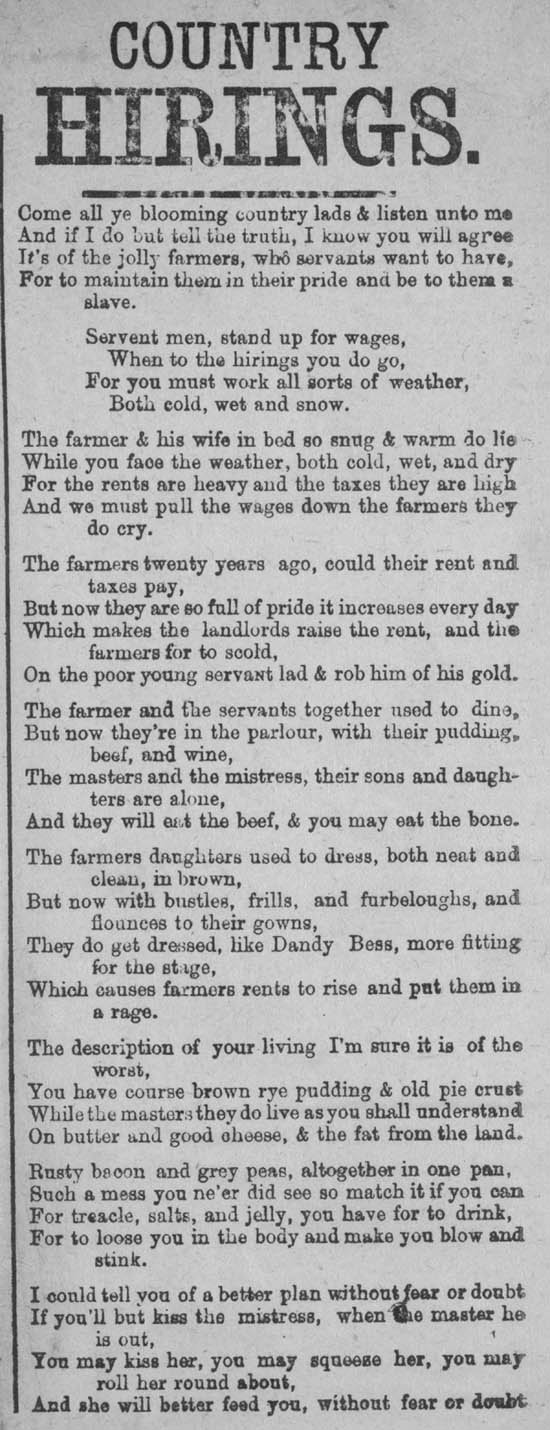 COUNTRY
HIRINGS.
Come all ye blooming country lads & listen unto me
And if I do but tell the truth, I know you will agree
It's of the jolly farmers, who servants want to have,
For to maintain them in their pride and be to them a
slave.
Servent men, stand up for wages,
When to the hirings you do go,
For you must work all sorts of weather,
Both cold, wet and snow.
The farmer & his wife in bed so snug & warm do lie
While you face the weather, both cold, wet, and dry
For the rents are heavy and the taxes they are high
And we must pull the wages down the farmers they
do cry.
The farmers twenty years ago, could their rent and
taxes pay,
But now they are so full of pride it increases every day
Which makes the landlords raise the rent, and the
farmers for to scold,
On the poor young servant lad & rob him of his gold.
The farmer and the servants together used to dine,
But now they're in the parlour, with their pudding,
beef, and wine,
The masters and the mistress, their sons and daugh-
ters are alone,
And they will eat the beef, & you may eat the bone.
The farmers daughters used to dress, both neat and
clean, in brown,
But now with bustles, frills, and furbeloughs, and
flounces to their gowns,
They do get dressed, like Dandy Bess, more fitting
for the stage,
Which causes farmers rents to rise and put them in
a rage.
The description of your living I'm sure it is of the
worst,
You have course brown rye pudding & old pie crust
While the masters they do live as you shall understand
On butter and good cheese, & the fat from the land.
Rusty bacon and grey peas, altogether in one pan,
Such a mess you ne'er did see so match it if you can
For treacle, salts, and jelly, you have for to drink,
For to loose you in the body and make you blow and
stink.
I could tell you of a better plan without fear or doubt
If you'll but kiss the mistress, when the master he
is out,
You may kiss her, you may squeese her, you may
roll her round about,
And she will better feed you, without fear or doubt